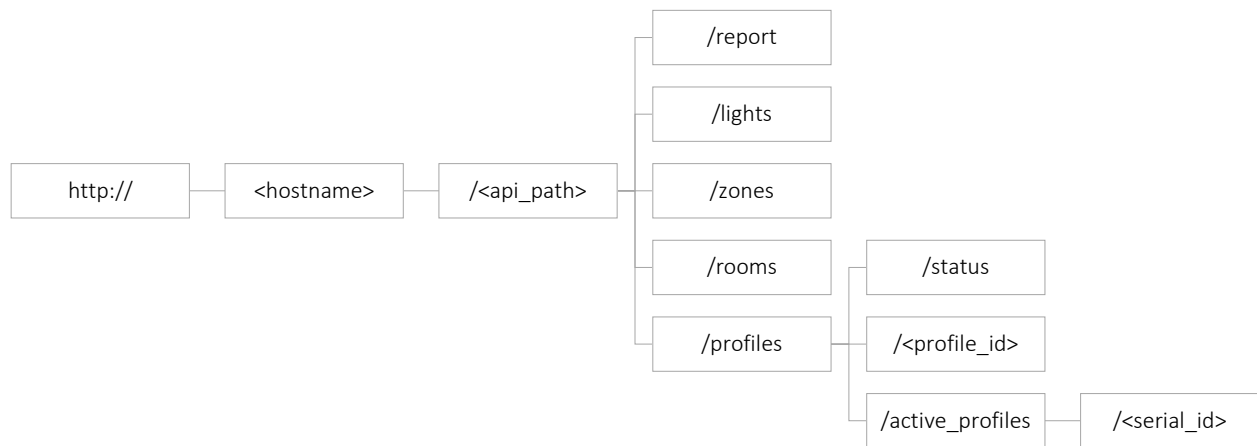 /report
/lights
http://
<hostname>
/<api_path>
/zones
/rooms
/status
/profiles
/<profile_id>
/active_profiles
/<serial_id>